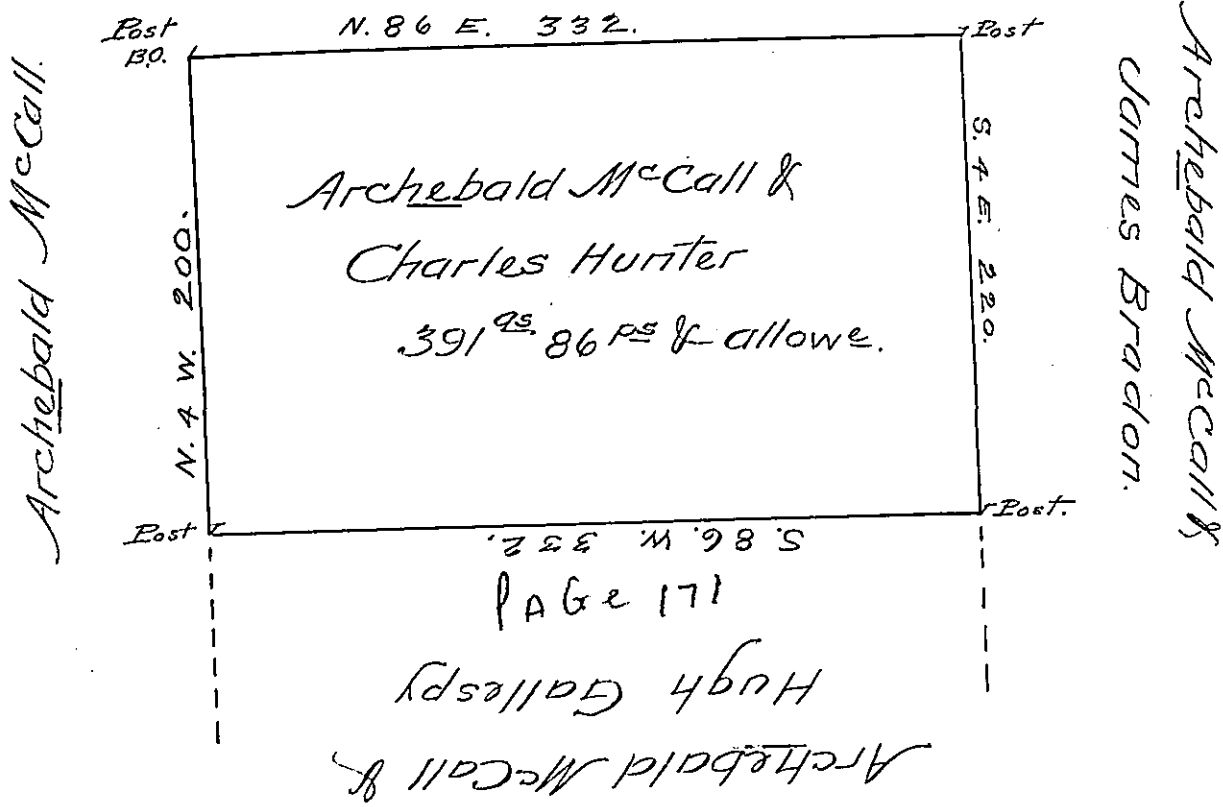 Post
B.O.
N. 86 E. 332.
Post
Archebald McCall.
N. 4 W. 200.
Archebald McCall &
Charles Hunter
391 as. 86 ps & allowe.
S. 4 E. 220.
Archebald McCall &
James Bradon.
Post
Post.
S. 86. W. 332.
PAGe 171
Archebald McCall &
Hugh Gallespy